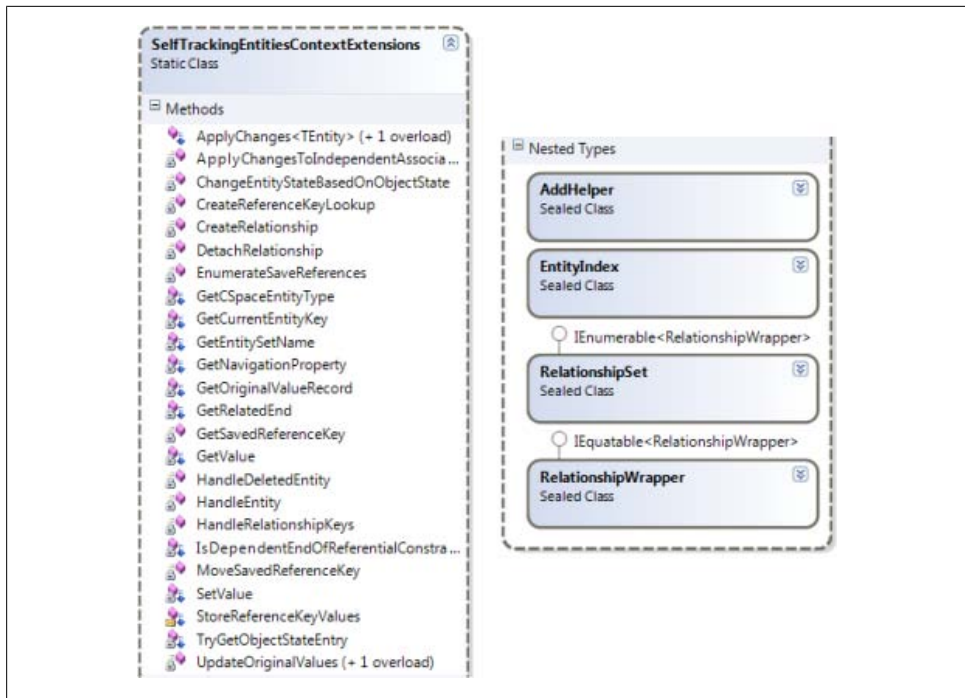 SelfTrackingEntitiesContextExtensions
Static Class
Methods
ApplyChanges<TEntity> (+ 1 overload)
ApplyChangesToIndependentAssocia...
ChangeEntityStateBasedOnObjectState
CreateReferenceKeyLookup
CreateRelationship
DetachRelationship
EnumerateSaveReferences
GetCSpaceEntityType
GetCurrentEntityKey
GetEntitySetName
GetNavigationProperty
GetOriginalValueRecord
GetRelatedEnd
GetSavedReferenceKey
GetValue
HandleDeletedEntity
HandleEntity
HandleRelationshipKeys
IsDependentEndOfReferentialConstra...
MoveSavedReferenceKey
SetValue
StoreReferenceKeyValues
TryGetObjectStateEntry
UpdateOriginalValues (+ 1 overload)
Nested Types
AddHelper
Sealed Class
EntityIndex
Sealed Class
IEnumerable<RelationshipWrapper>
RelationshipSet
Sealed Class
IEquatable<RelationshipWrapper>
RelationshipWrapper
Sealed Class